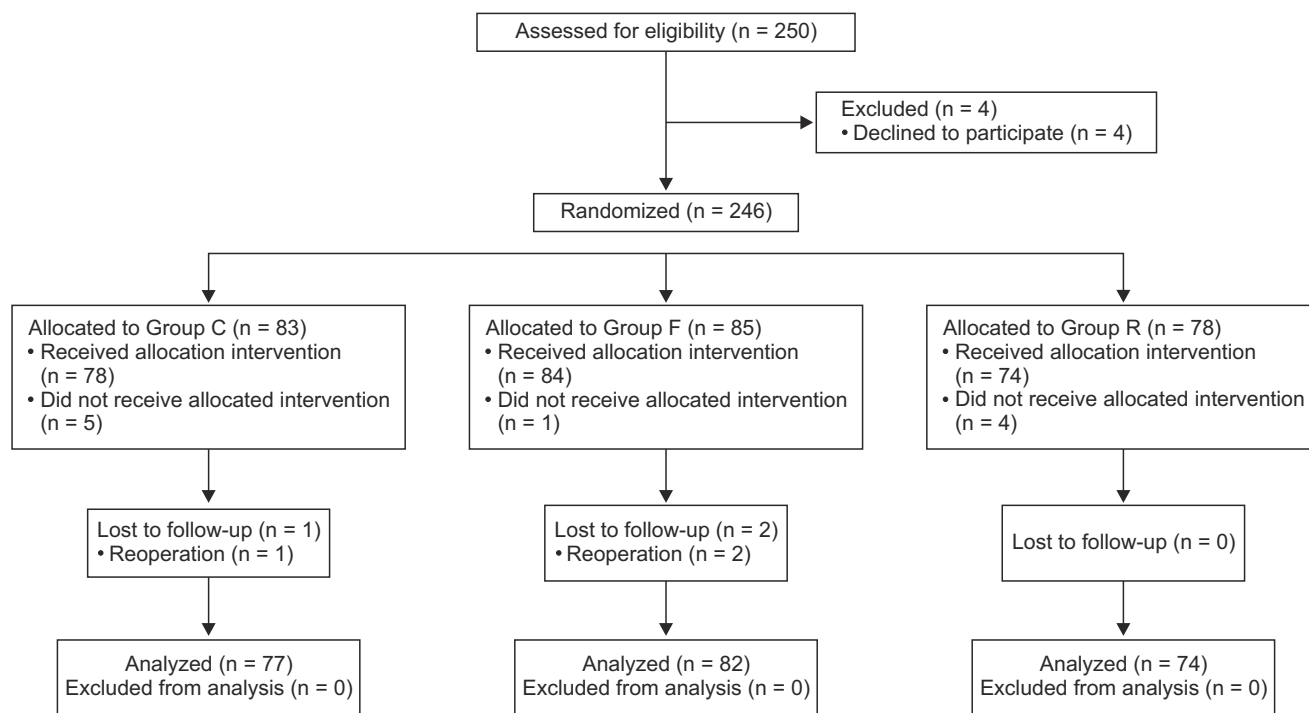 Assessed for eligibility (n = 250)
Excluded (n = 4)
• Declined to participate (n = 4)
Randomized (n = 246)
Allocated to Group C (n = 83)
• Received allocation intervention
(n = 78)
• Did not receive allocated intervention
(n = 5)
Allocated to Group F (n = 85)
• Received allocation intervention
(n = 84)
• Did not receive allocated intervention
(n = 1)
Allocated to Group R (n = 78)
• Received allocation intervention
(n = 74)
• Did not receive allocated intervention
(n = 4)
Lost to follow-up (n = 1)
• Reoperation (n = 1)
Lost to follow-up (n = 2)
• Reoperation (n = 2)
Lost to follow-up (n = 0)
Analyzed (n = 77)
Excluded from analysis (n = 0)
Analyzed (n = 82)
Excluded from analysis (n = 0)
Analyzed (n = 74)
Excluded from analysis (n = 0)